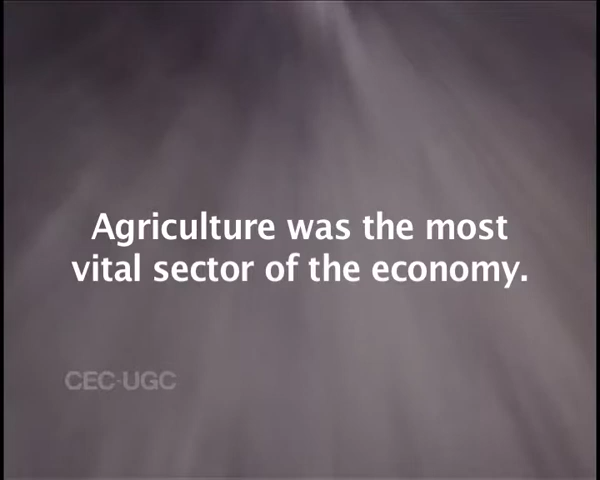 Agriculture was the most
vital sector of the economy.
CEC-UGC